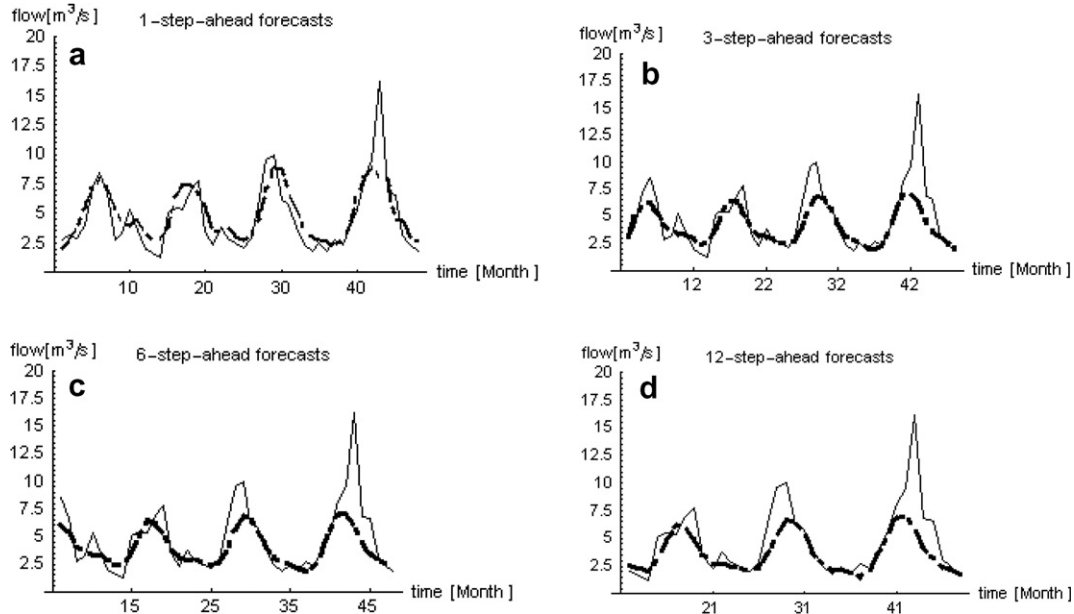 flow[m³/s] 1-step-ahead forecasts
a
20
15
12.5
10
7.5
5
2.5
10 20 30 40
time [Month ]
flow[m³/s] 3-step-ahead forecasts
b
20
17.5
15
12.5
10
7.5
5
2.5
12 22 32 42
time [Month ]
flow[m³/s] 6-step-ahead forecasts
c
20
17.5
15
12.5
10
7.5
5
2.5
15 25 35 45
time [Month ]
flow[m³/s] 12-step-ahead forecasts
d
20
17.5
15
12.5
10
7.5
5
2.5
21 31 41
time [Month ]